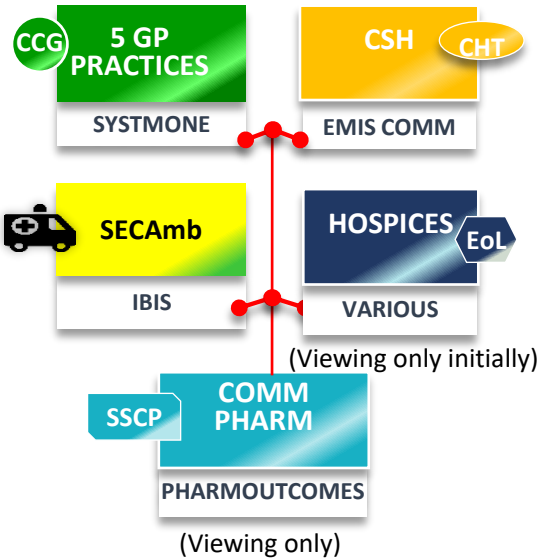 CCG
5 GP
PRACTICES
SYSTMONE
CSH
CHT
EMIS COMM
SECAmb
IBIS
HOSPICES
EoL
VARIOUS
(Viewing only initially)
SSCP
COMM
PHARM
PHARMOUTCOMES
(Viewing only)